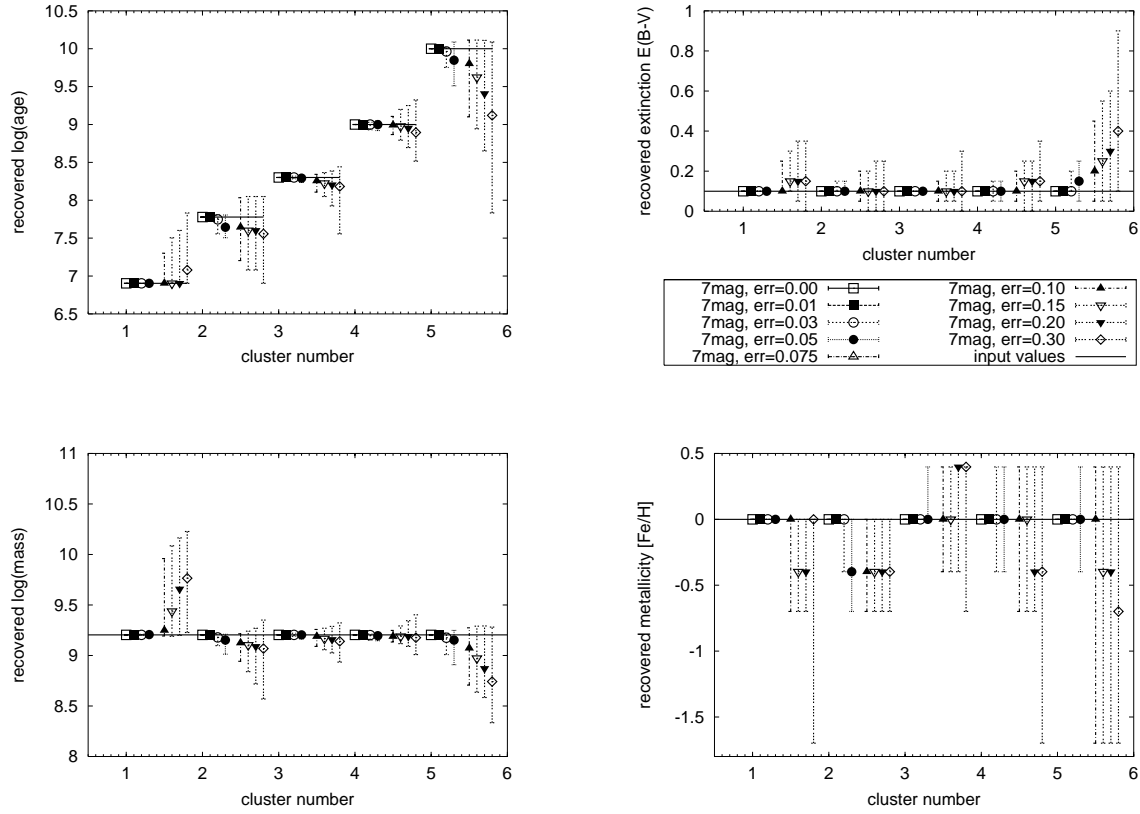 recovered log(age)
10
9.5
9
8.5
8
7.5
7
6.5
1 2 3 4 5 6
cluster number
recovered extinction E(B-V)
1
0.8
0.6
0.4
0.2
0
1 2 3 4 5 6
cluster number
7mag, err=0.00
7mag, err=0.01
7mag, err=0.03
7mag, err=0.05
7mag, err=0.075
7mag, err=0.10
7mag, err=0.15
7mag, err=0.20
7mag, err=0.30
input values
recovered log(mass)
11
10.5
10
9.5
9
8.5
8
1 2 3 4 5 6
cluster number
recovered metallicity [Fe/H]
0.5
0
-0.5
-1
-1.5
1 2 3 4 5 6
cluster number